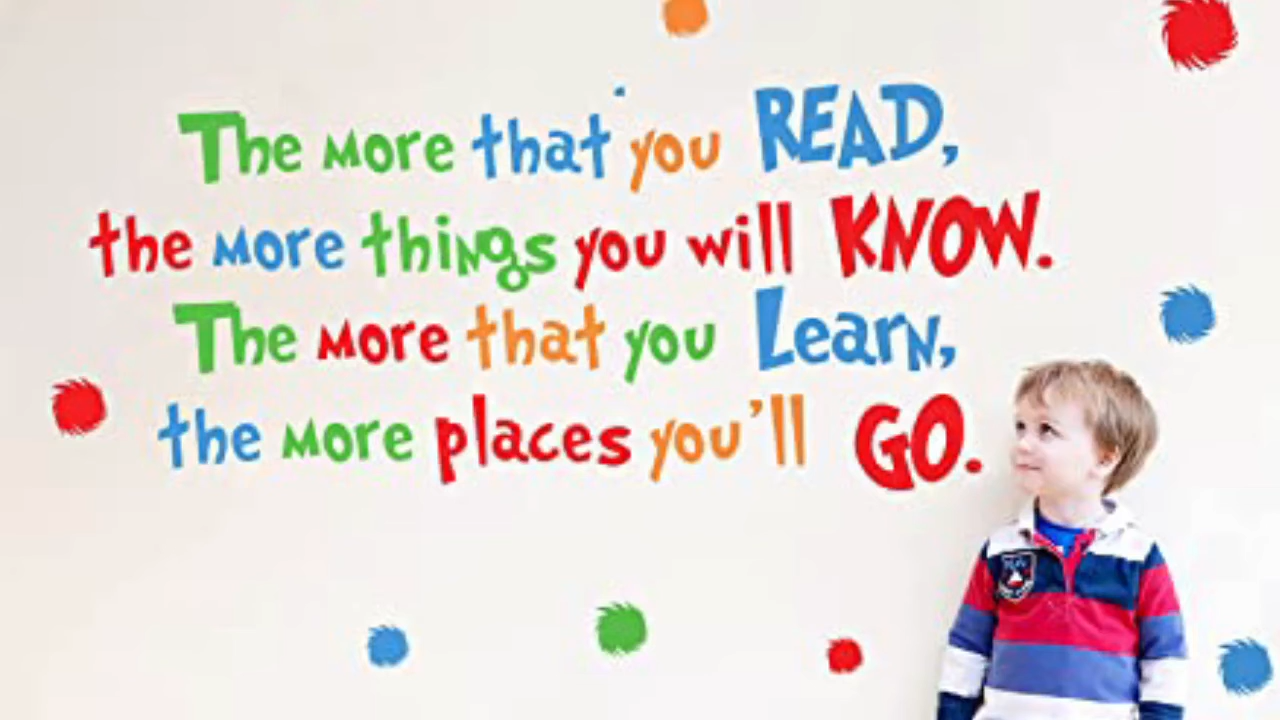 The more that you READ,
the more things you will KNOW.
The more that you Learn,
the more places you'll GO.